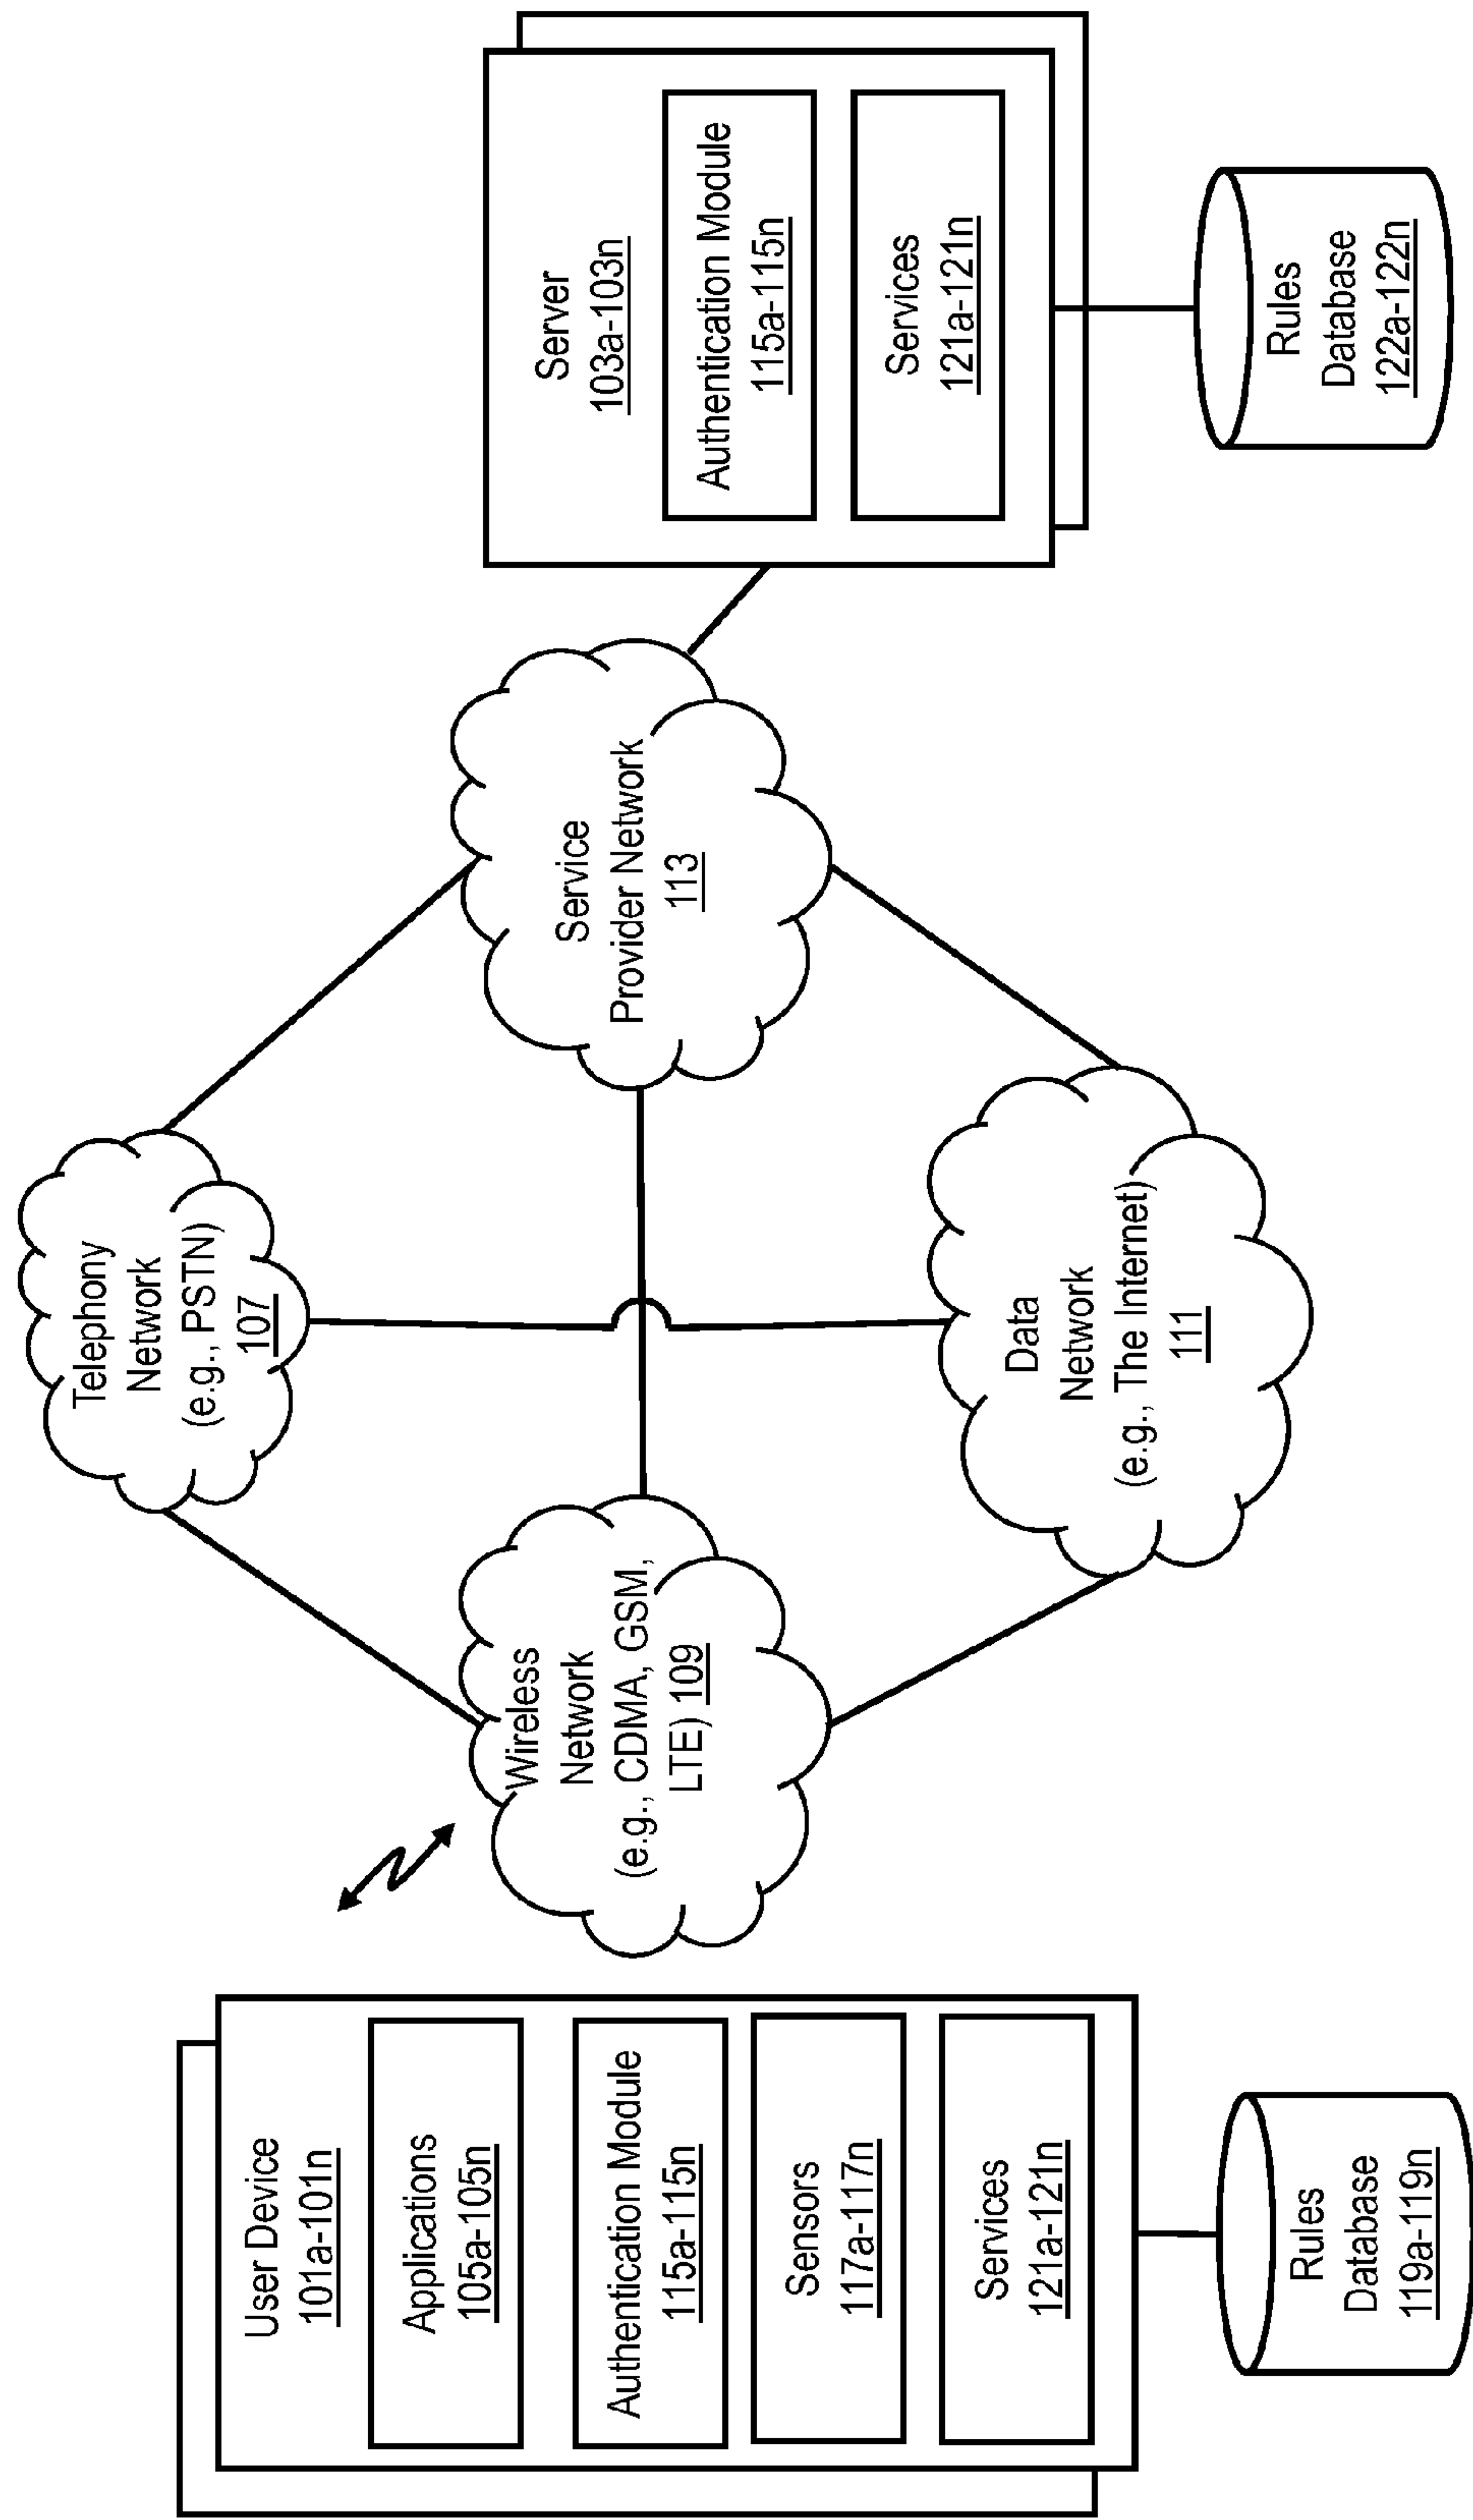 User Device
101a-101n
Applications
105a-105n
Authentication Module
115a-115n
Sensors
117a-117n
Services
121a-121n
Rules
Database
119a-119n
Telephony
Network
(e.g., PSTN)
107
Wireless
Network
(e.g., CDMA, GSM,
LTE) 109
Data
Network
(e.g., The Internet)
111
Service
Provider Network
113
Server
103a-103n
Authentication Module
115a-115n
Services
121a-121n
Rules
Database
122a-122n